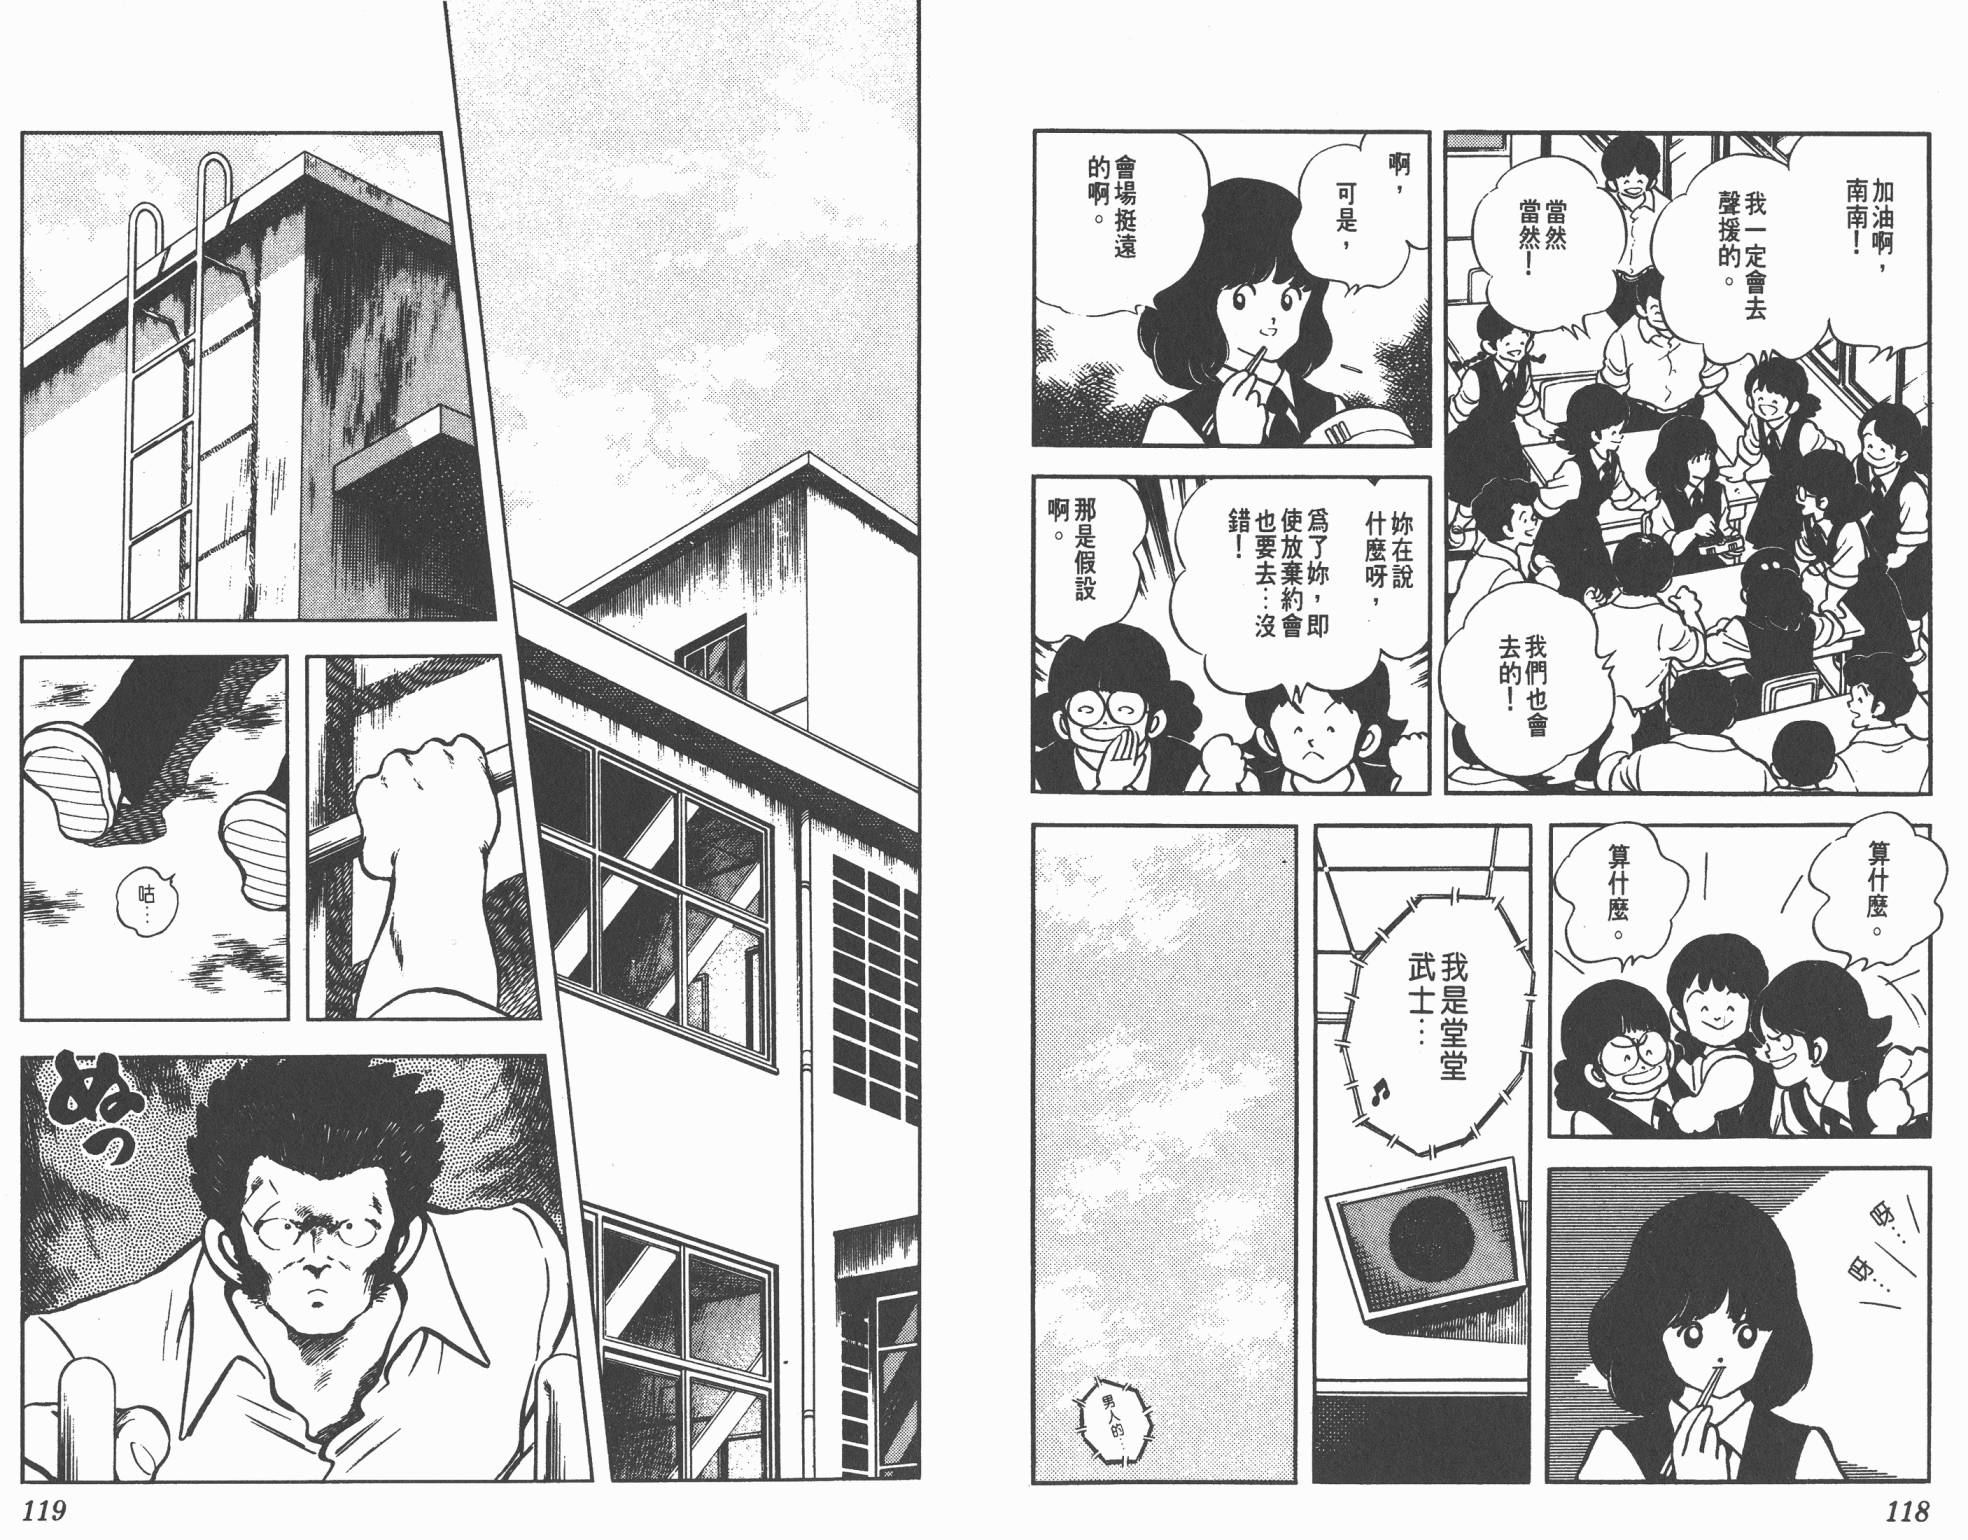 加油啊，
南南！
我一定會去
聲援的。
當然
當然！
我們也會
去的！
啊，
可是，
會場挺遠
的啊。
妳在說
什麼呀，
爲了妳，即
使放棄約會
也要去…沒
錯！
那是假設
啊。
算什麼。
算什麼。
呀…
呀…
我是堂堂
武士…
男人的…
118
咕…
ぬっ
119